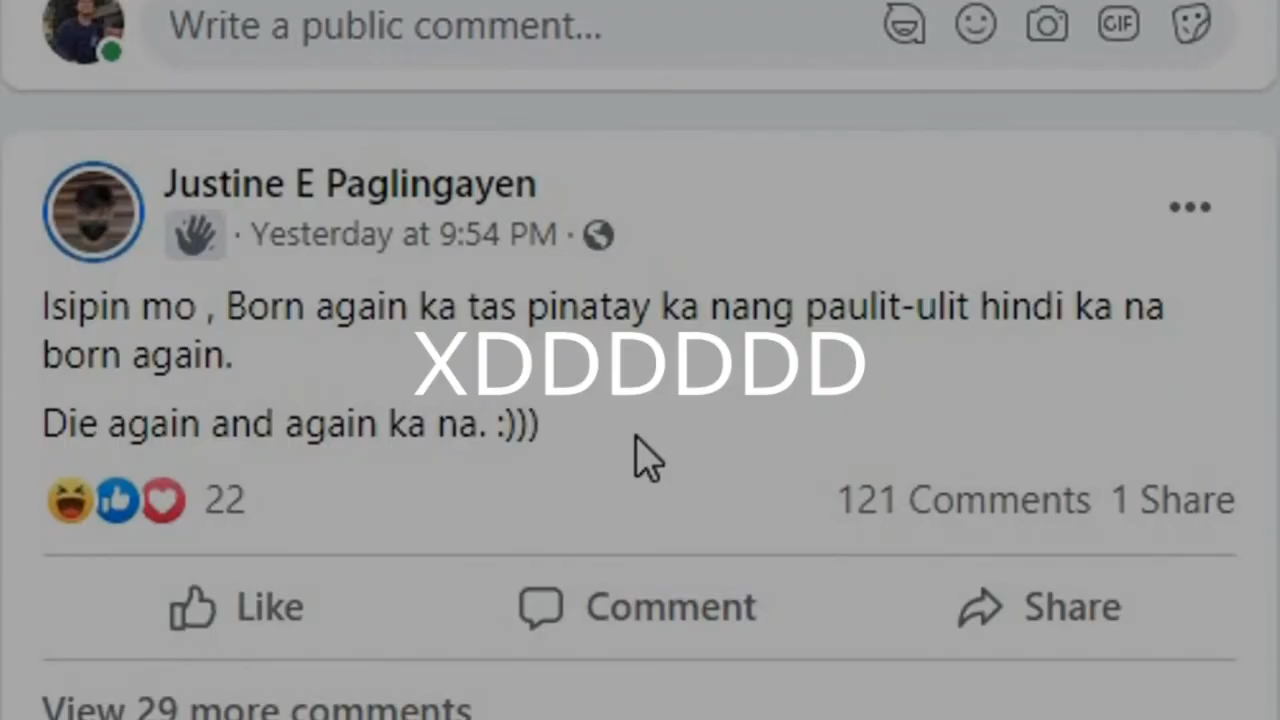 Write a public comment...
GIF
Justine E Paglingayen
· Yesterday at 9:54 PM ·
Isipin mo , Born again ka tas pinatay ka nang paulit-ulit hindi ka na
born again.
XDDDDDDD
Die again and again ka na. :)))
22
121 Comments 1 Share
Like Comment Share
View 29 more comments